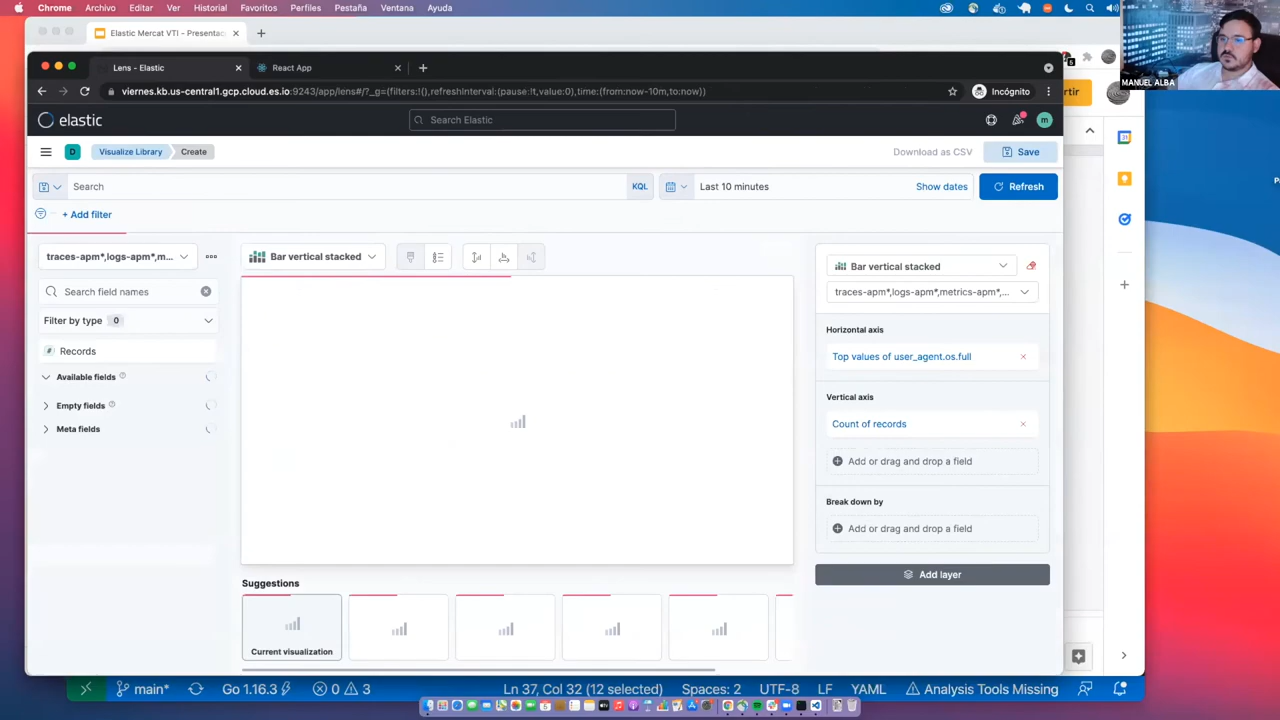 Chrome Archivo Editar Ver Historial Favoritos Perfiles Pestaña Ventana Ayuda
Elastic Mercat VTI - Presentac
Lens - Elastic
React App
viernes.kb.us-central1.gcp.cloud.es.io:9243/app/lens#/?_g=(filters:!(),refreshInterval:(pause:!t,value:0),time:(from:now-10m,to:now))
Incógnito
MANUEL ALBA
rtir
elastic
Search Elastic
m
D
Visualize Library
Create
Download as CSV
Save
Search
KQL
Last 10 minutes
Show dates
Refresh
+ Add filter
traces-apm*,logs-apm*,m...
Bar vertical stacked
Bar vertical stacked
Search field names
traces-apm*,logs-apm*,metrics-apm*,...
Filter by type 0
Horizontal axis
Records
Top values of user_agent.os.full
Available fields
Vertical axis
Empty fields
Count of records
Meta fields
Add or drag and drop a field
Break down by
Add or drag and drop a field
Add layer
Suggestions
Current visualization
main* Go 1.16.3 0 3 Ln 37, Col 32 (12 selected) Spaces: 2 UTF-8 LF YAML Analysis Tools Missing